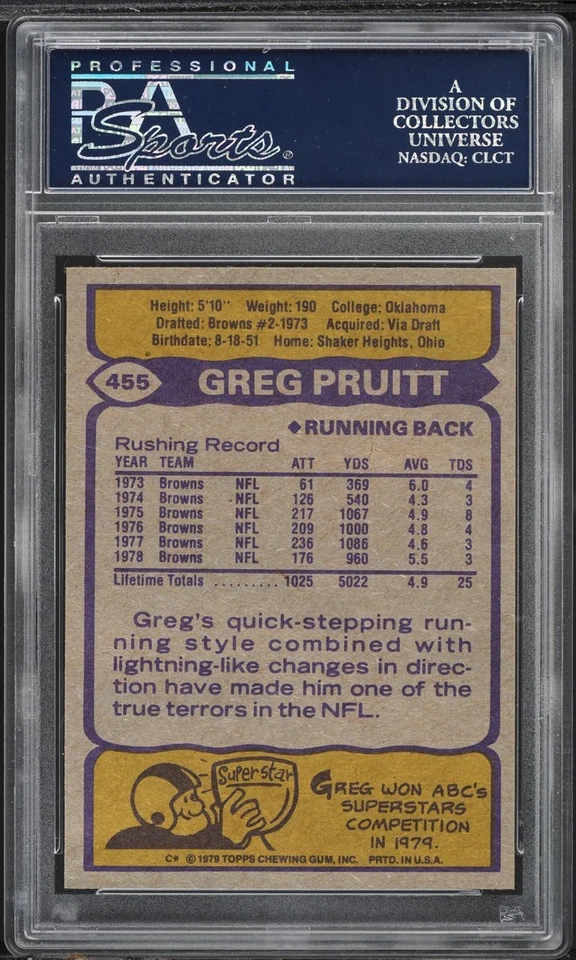 PROFESSIONAL
PSA
Sports®
AUTHENTICATOR
A
DIVISION OF
COLLECTORS
UNIVERSE
NASDAQ: CLCT
Height: 5'10" Weight: 190 College: Oklahoma
Drafted: Browns #2-1973 Acquired: Via Draft
Birthdate: 8-18-51 Home: Shaker Heights, Ohio
455 GREG PRUITT
◆RUNNING BACK
Rushing Record
YEAR TEAM ATT YDS AVG TDS
1973 Browns NFL 61 369 6.0 4
1974 Browns NFL 126 540 4.3 3
1975 Browns NFL 217 1067 4.9 8
1976 Browns NFL 209 1000 4.8 4
1977 Browns NFL 236 1086 4.6 3
1978 Browns NFL 176 960 5.5 3
Lifetime Totals ......... 1025 5022 4.9 25
Greg's quick-stepping run-
ning style combined with
lightning-like changes in direc-
tion have made him one of the
true terrors in the NFL.
Superstar
GREG WON ABC'S
SUPERSTARS
COMPETITION
IN 1979.
C* © 1979 TOPPS CHEWING GUM, INC. PRTD. IN U.S.A.
PSA